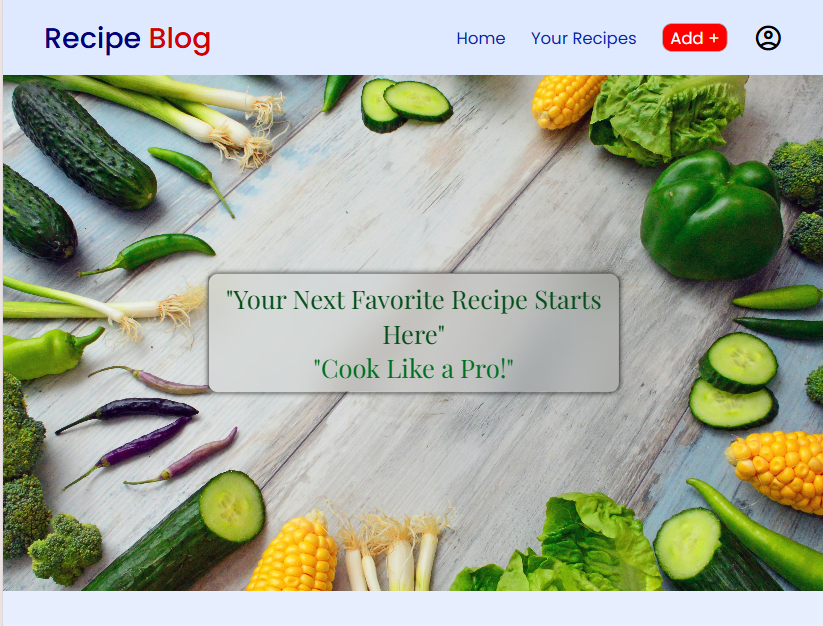 Recipe Blog
Home
Your Recipes
Add +
"Your Next Favorite Recipe Starts
Here"
"Cook Like a Pro!"